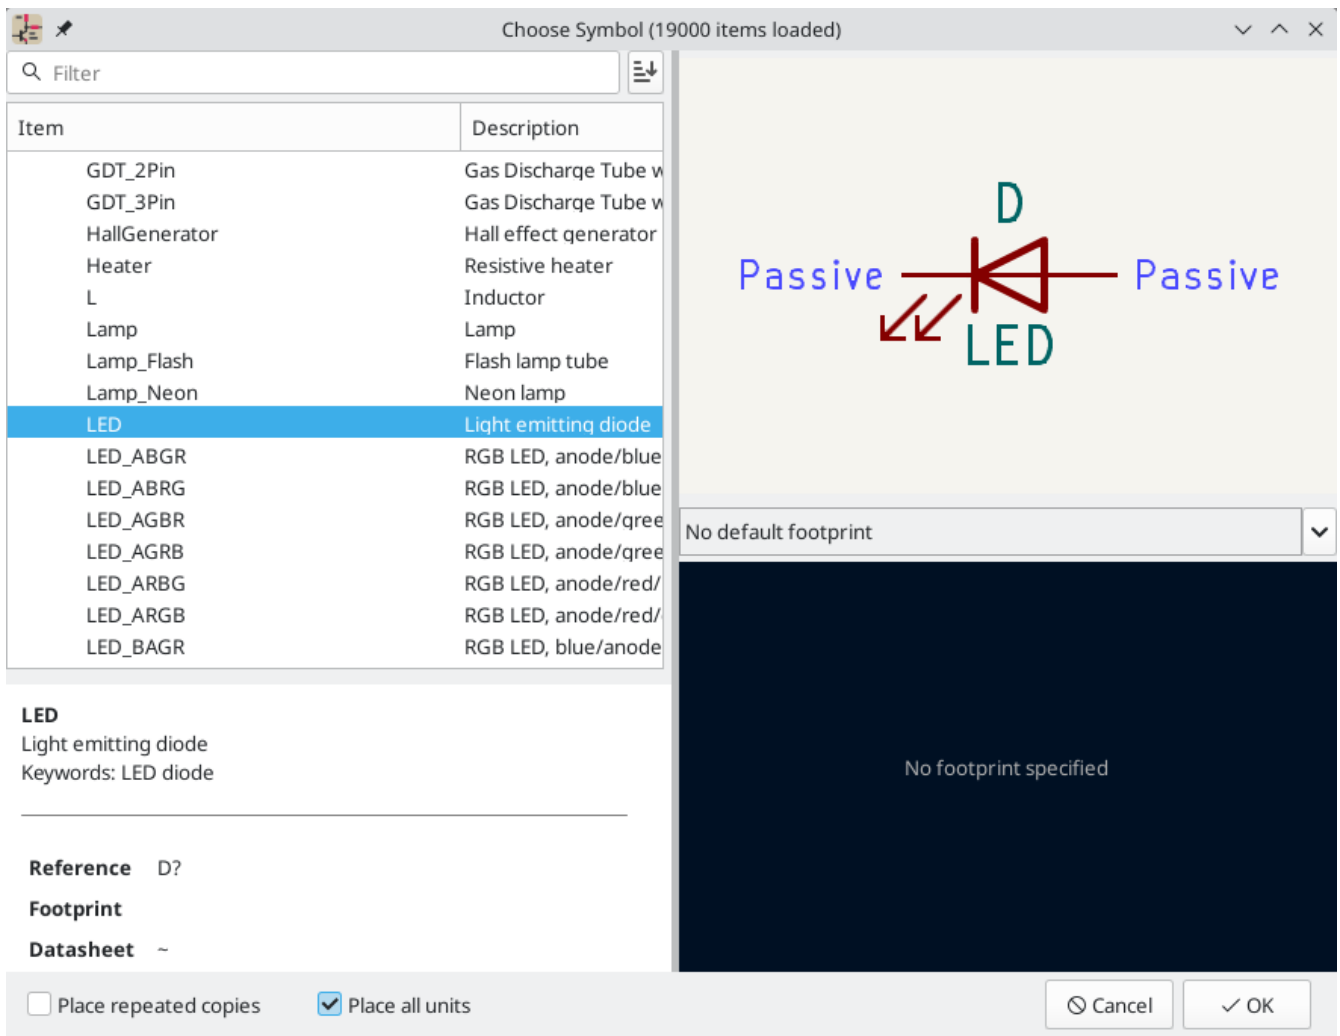 Choose Symbol (19000 items loaded)
Filter
Item Description
GDT_2Pin Gas Discharge Tube w
GDT_3Pin Gas Discharge Tube w
HallGenerator Hall effect generator
Heater Resistive heater
L Inductor
Lamp Lamp
Lamp_Flash Flash lamp tube
Lamp_Neon Neon lamp
LED Light emitting diode
LED_ABGR RGB LED, anode/blue
LED_ABRG RGB LED, anode/blue
LED_AGBR RGB LED, anode/gree
LED_AGRB RGB LED, anode/gree
LED_ARBG RGB LED, anode/red/
LED_ARGB RGB LED, anode/red/
LED_BAGR RGB LED, blue/anode
LED
Light emitting diode
Keywords: LED diode
Reference D?
Footprint
Datasheet ~
D
Passive Passive
LED
No default footprint
No footprint specified
Place repeated copies Place all units
Cancel OK